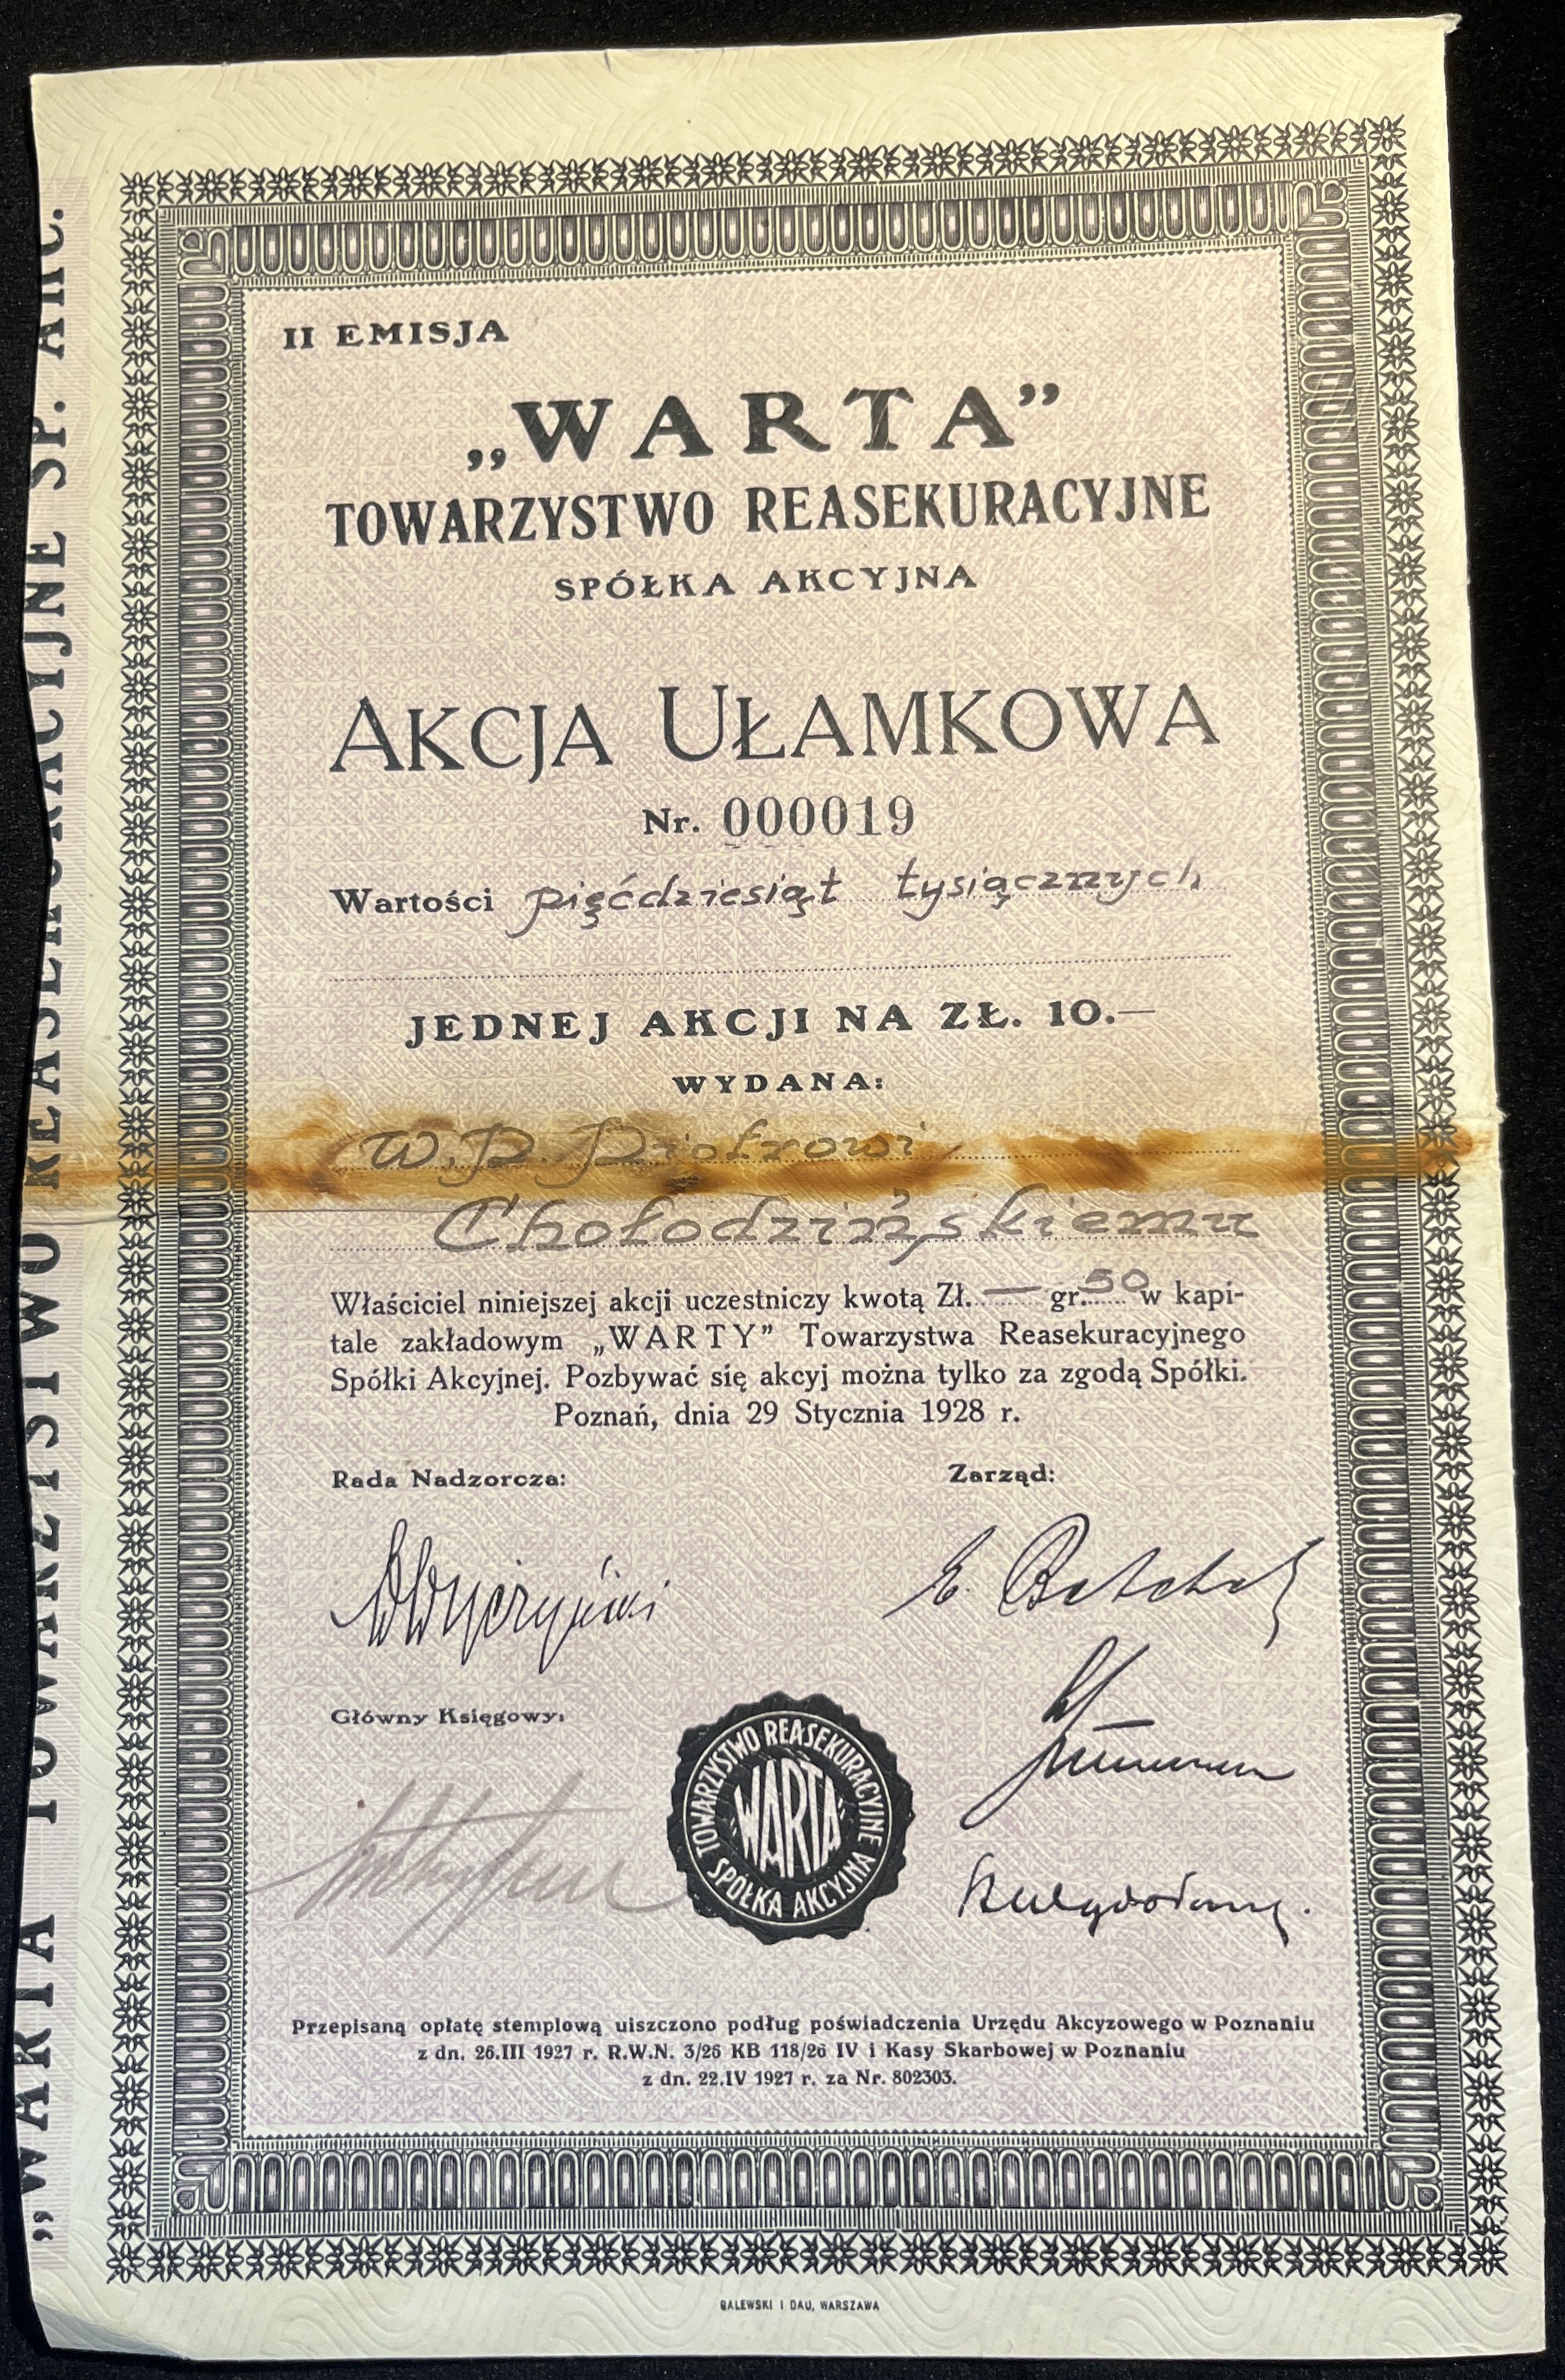 II EMISJA
„WARTA”
TOWARZYSTWO REASEKURACYJNE
SPÓŁKA AKCYJNA
AKCJA UŁAMKOWA
Nr. 000019
Wartości pięćdziesiąt tysiącznych
JEDNEJ AKCJI NA ZŁ. 10.—
WYDANA:
W.P. Piotrowi
Chołodzińskiemu
Właściciel niniejszej akcji uczestniczy kwotą Zł. — gr. 50 w kapi-
tale zakładowym „WARTY” Towarzystwa Reasekuracyjnego
Spółki Akcyjnej. Pozbywać się akcyj można tylko za zgodą Spółki.
Poznań, dnia 29 Stycznia 1928 r.
Rada Nadzorcza:
Zarząd:
Główny Księgowy:
TOWARZYSTWO REASEKURACYJNE
„WARTA”
SPÓŁKA AKCYJNA
Przepisaną opłatę stemplową uiszczono podług poświadczenia Urzędu Akcyzowego w Poznaniu
z dn. 26.III 1927 r. R.W.N. 3/26 KB 118/26 IV i Kasy Skarbowej w Poznaniu
z dn. 22.IV 1927 r. za Nr. 802303.
GALEWSKI I DAU, WARSZAWA
„WARTA TOWARZYSTWO REASEKURACYJNE SP. AKC.